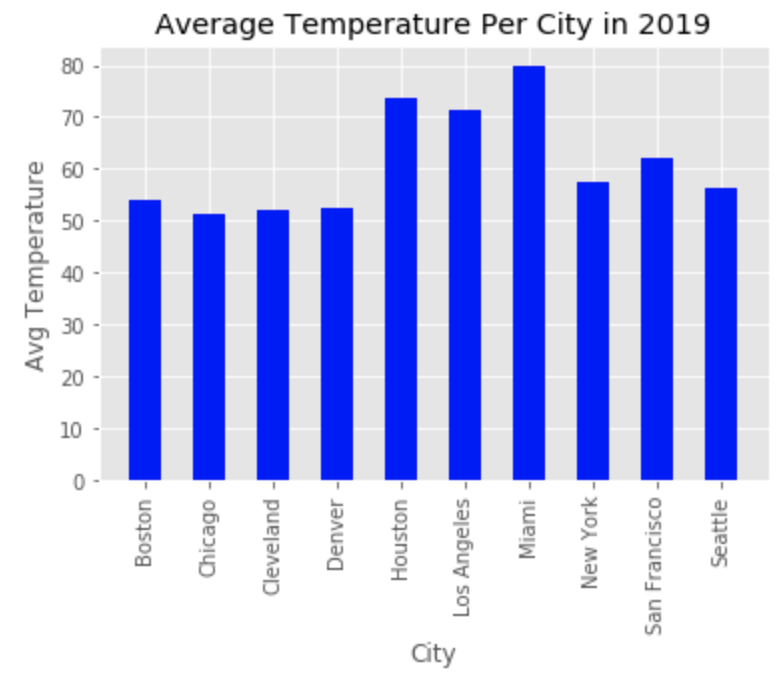 Average Temperature Per City in 2019
Avg Temperature
80
70
60
50
40
30
20
10
0
Boston
Chicago
Cleveland
Denver
Houston
Los Angeles
Miami
New York
San Francisco
Seattle
City